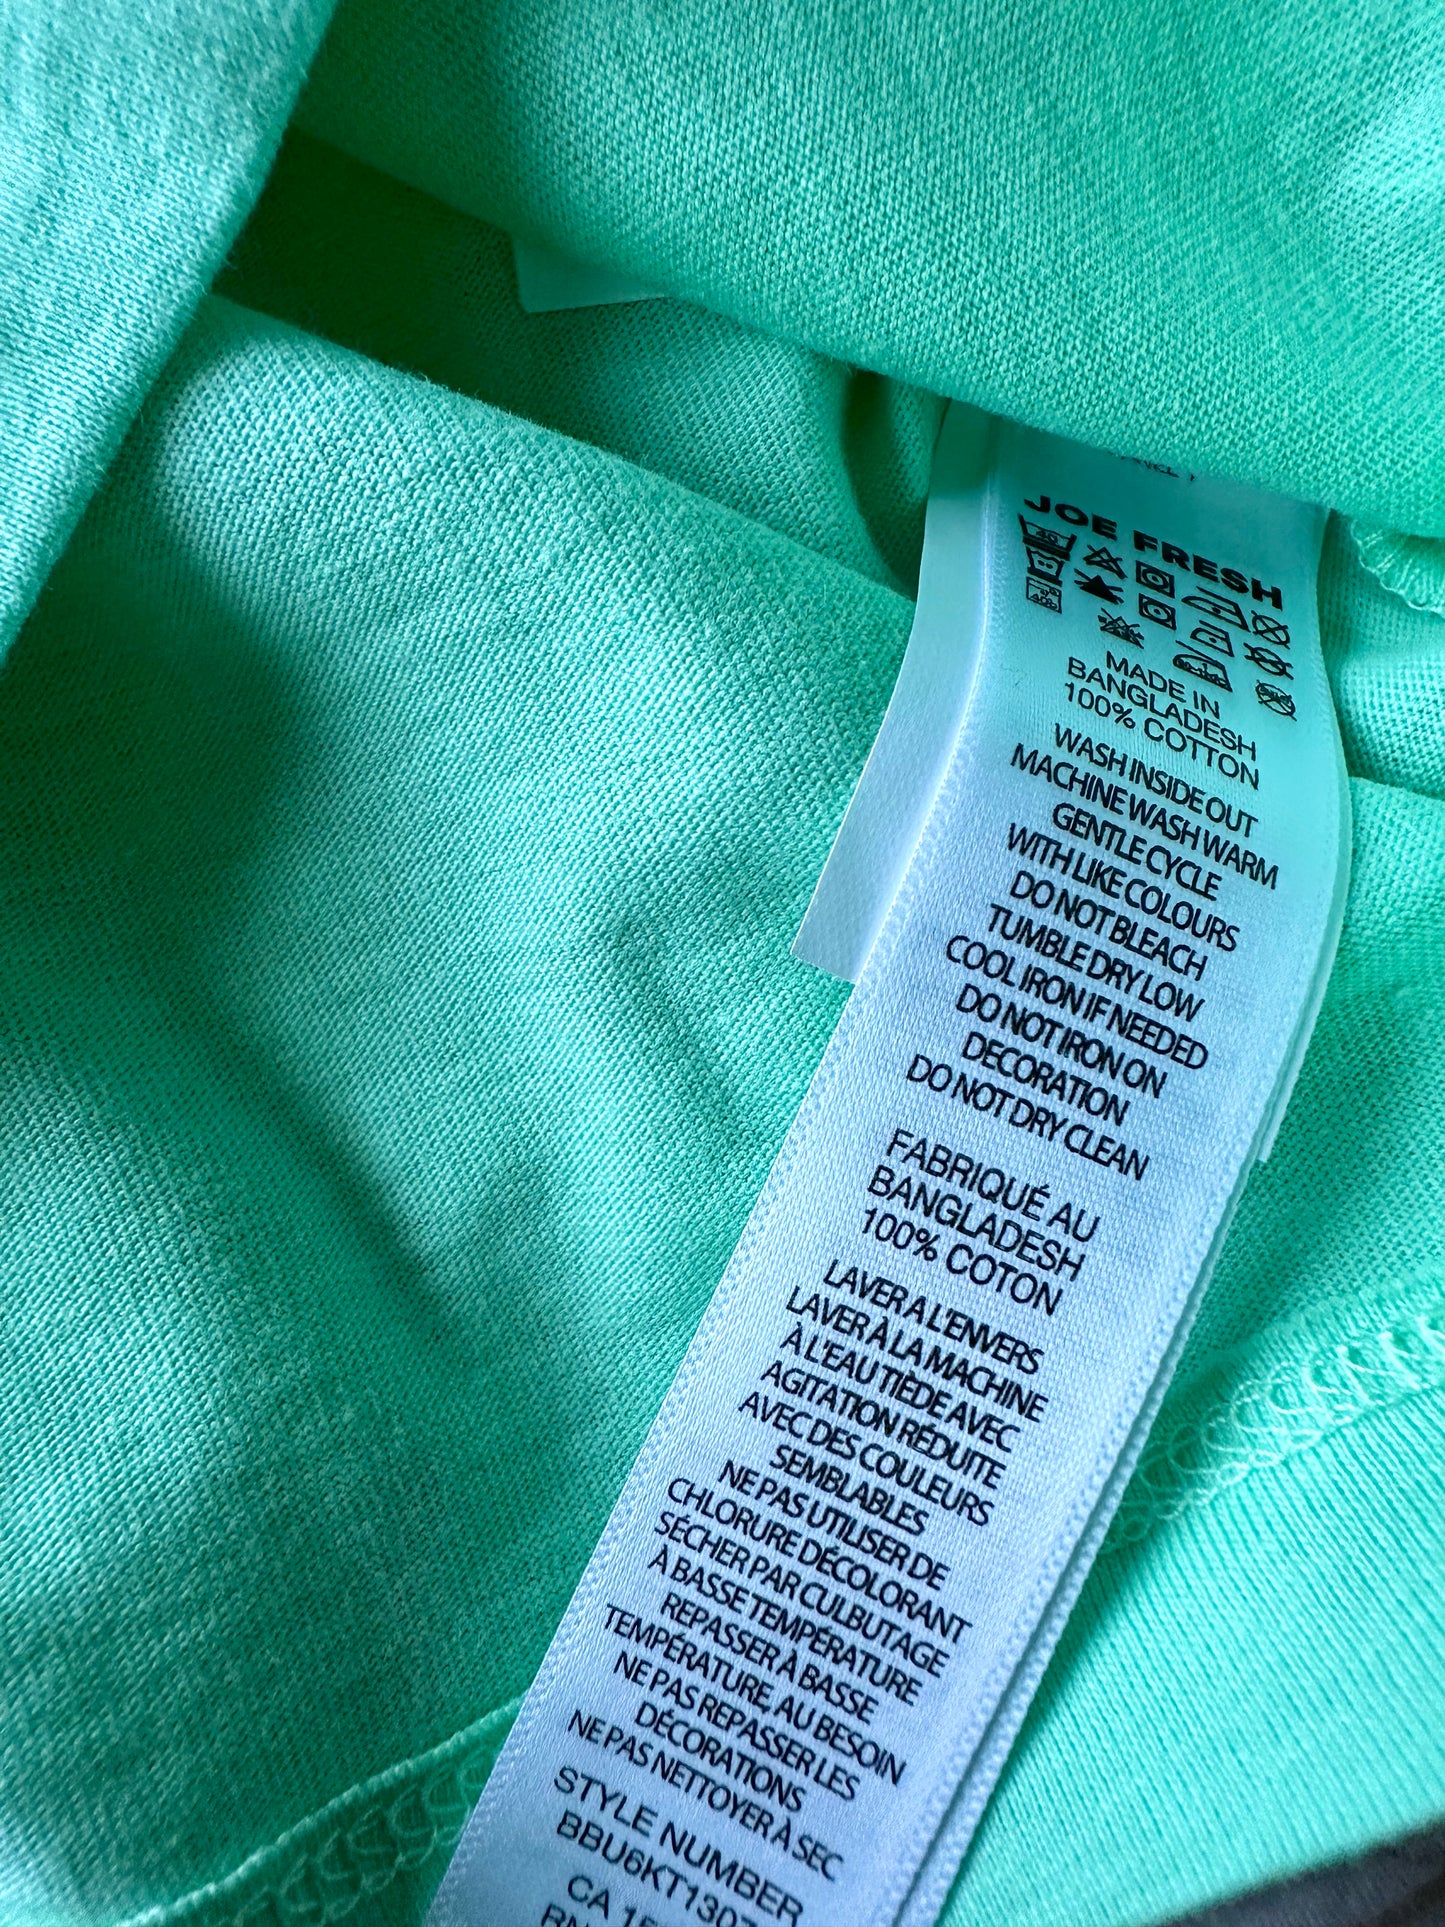 JOE FRESH
40
MADE IN
BANGLADESH
100% COTTON
WASH INSIDE OUT
MACHINE WASH WARM
GENTLE CYCLE
WITH LIKE COLOURS
DO NOT BLEACH
TUMBLE DRY LOW
COOL IRON IF NEEDED
DO NOT IRON ON
DECORATION
DO NOT DRY CLEAN
FABRIQUÉ AU
BANGLADESH
100% COTON
LAVER A L'ENVERS
LAVER À LA MACHINE
À L'EAU TIÈDE AVEC
AGITATION RÉDUITE
AVEC DES COULEURS
SEMBLABLES
NE PAS UTILISER DE
CHLORURE DÉCOLORANT
SÉCHER PAR CULBUTAGE
À BASSE TEMPÉRATURE
REPASSER À BASSE
TEMPÉRATURE, AU BESOIN
NE PAS REPASSER LES
DÉCORATIONS
NE PAS NETTOYER À SEC
STYLE NUMBER
BBU6KT1307
CA